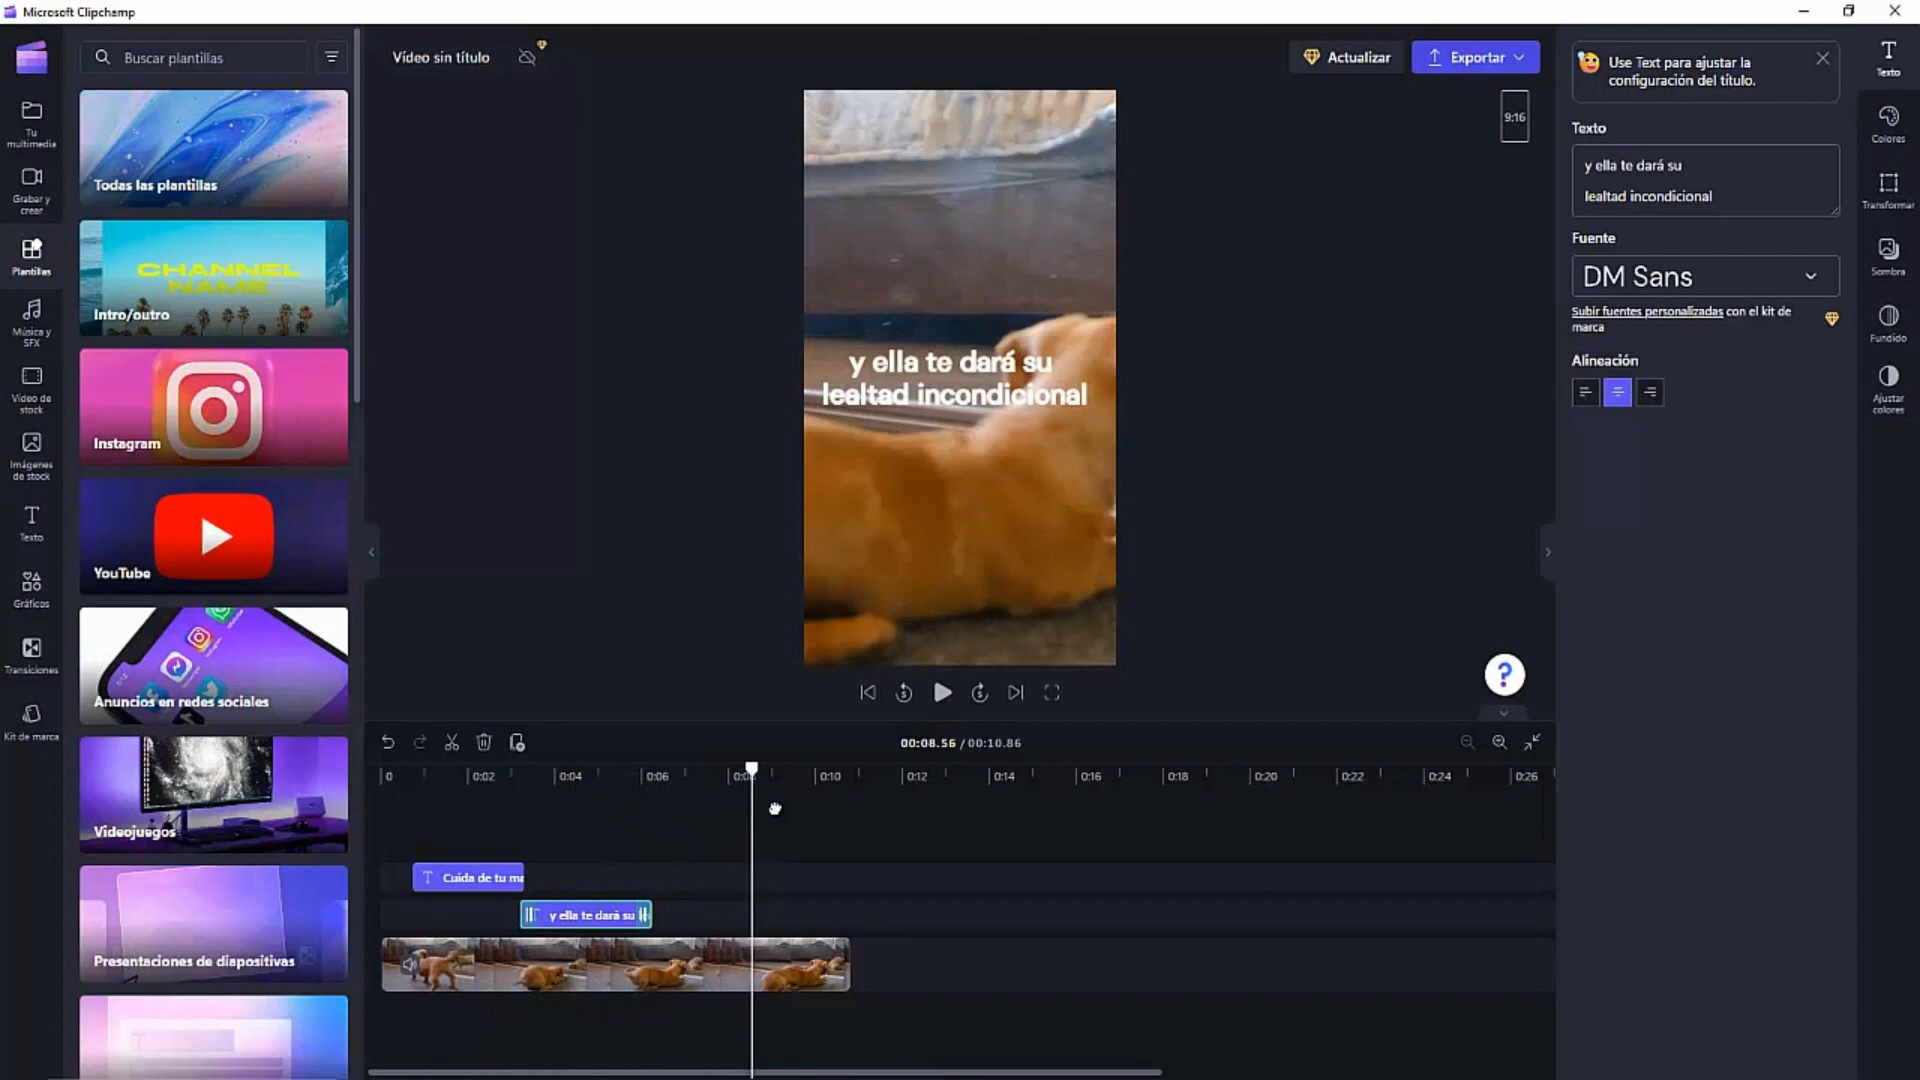 Microsoft Clipchamp
Tu multimedia
Grabar y crear
Plantillas
Música y SFX
Vídeo de stock
Imágenes de stock
Texto
Gráficos
Transiciones
Kit de marca
Buscar plantillas
Todas las plantillas
CHANNEL
NAME
Intro/outro
Instagram
YouTube
Anuncios en redes sociales
Videojuegos
Presentaciones de diapositivas
Vídeo sin título
Actualizar
Exportar
9:16
y ella te dará su
lealtad incondicional
?
00:08.56 / 00:10.86
0 0:02 0:04 0:06 0:10 0:12 0:14 0:16 0:18 0:20 0:22 0:24 0:26
Cuida de tu
y ella te dará su
Use Text para ajustar la
configuración del título.
Texto
y ella te dará su
lealtad incondicional
Fuente
DM Sans
Subir fuentes personalizadas con el kit de
marca
Alineación
Texto
Colores
Transformar
Sombra
Fundido
Ajustar
colores